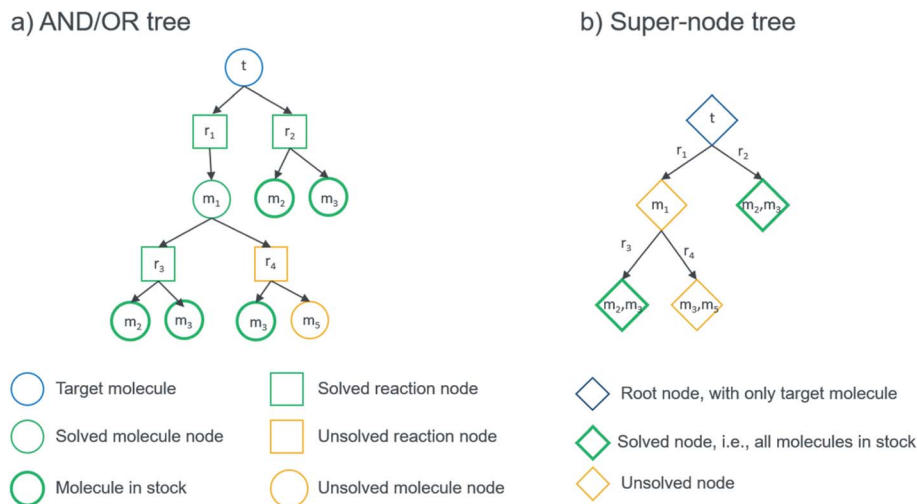 a) AND/OR tree
b) Super-node tree
t
r₁
r₂
m₁
m₂
m₃
r₃
r₄
m₂
m₃
m₃
m₅
t
r₁
r₂
m₁
m₂,m₃
r₃
r₄
m₂,m₃
m₃,m₅
Target molecule
Solved reaction node
Solved molecule node
Unsolved reaction node
Molecule in stock
Unsolved molecule node
Root node, with only target molecule
Solved node, i.e., all molecules in stock
Unsolved node